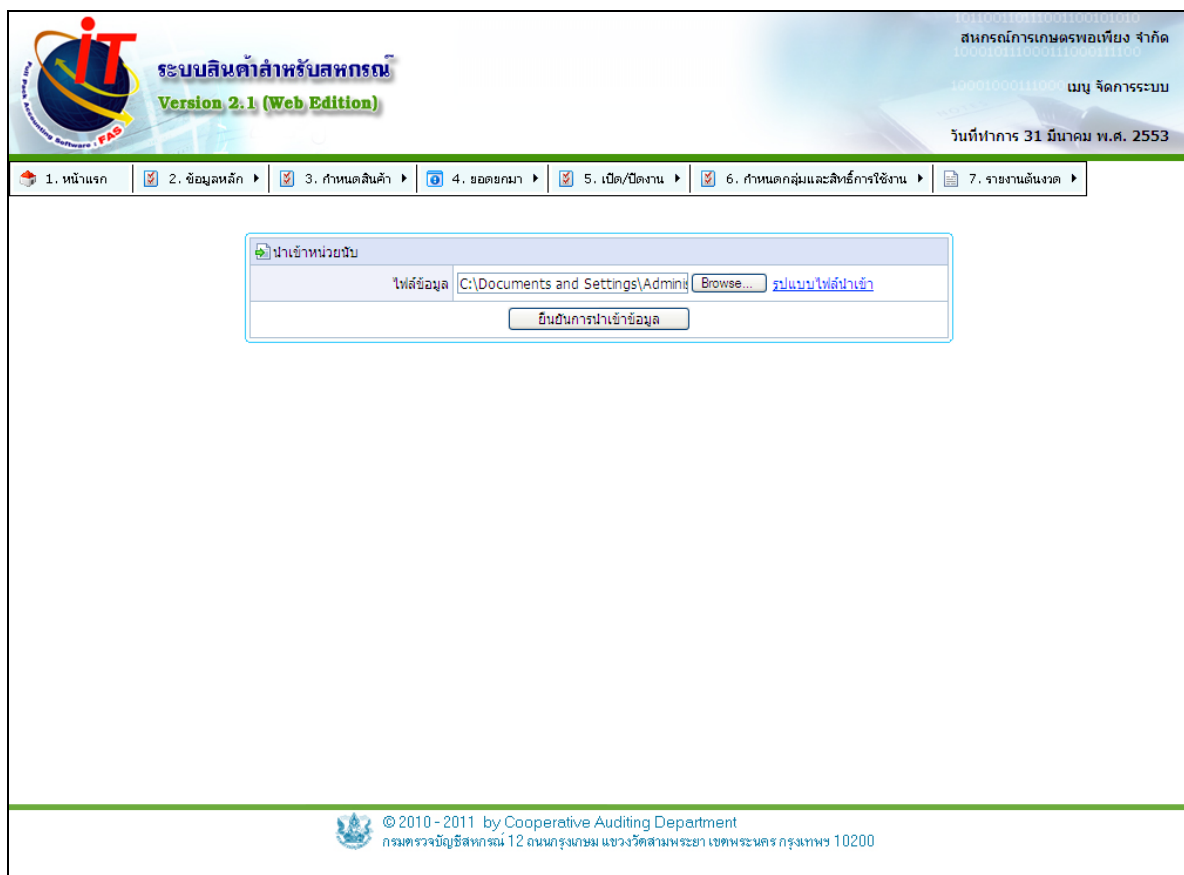 101100110111001100101010
สหกรณ์การเกษตรพอเพียง จำกัด
100010111000111000111100
iT
ระบบสินค้าสำหรับสหกรณ์
10001000111000
เมนู จัดการระบบ
Version 2.1 (Web Edition)
Full Pack Accounting Software : FAS
วันที่ทำการ 31 มีนาคม พ.ศ. 2553
1. หน้าแรก 2. ข้อมูลหลัก 3. กำหนดสินค้า 4. ยอดยกมา 5. เปิด/ปิดงาน 6. กำหนดกลุ่มและสิทธิ์การใช้งาน 7. รายงานต้นงวด
นำเข้าหน่วยนับ
ไฟล์ข้อมูล C:\Documents and Settings\Adminis Browse... รูปแบบไฟล์นำเข้า
ยืนยันการนำเข้าข้อมูล
© 2010 - 2011 by Cooperative Auditing Department
กรมตรวจบัญชีสหกรณ์ 12 ถนนกรุงเกษม แขวงวัดสามพระยา เขตพระนคร กรุงเทพฯ 10200